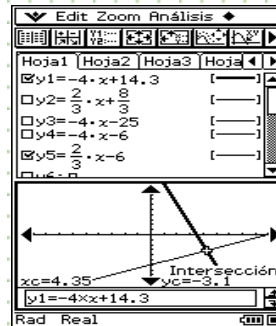 Edit Zoom Análisis ◆
Hoja1 Hoja2 Hoja3 Hoja
☑y1=-4·x+14.3 [—]
☐y2=2/3·x+8/3 [—]
☐y3=-4·x-25 [—]
☐y4=-4·x-6 [—]
☑y5=2/3·x-6 [—]
☐y6:☐
Intersección
xc=4.35 yc=-3.1
y1=-4×x+14.3
Rad Real